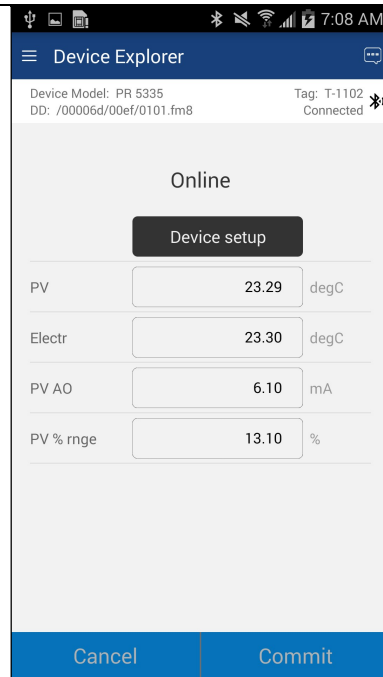 7:08 AM
Device Explorer
Device Model: PR 5335
Tag: T-1102
DD: /00006d/00ef/0101.fm8
Connected
Online
Device setup
PV 23.29 degC
Electr 23.30 degC
PV AO 6.10 mA
PV % rnge 13.10 %
Cancel Commit